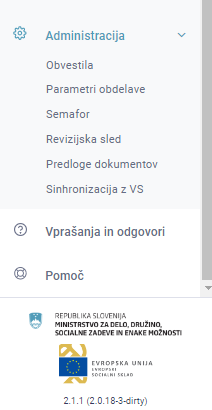 Administracija
Obvestila
Parametri obdelave
Semafor
Revizijska sled
Predloge dokumentov
Sinhronizacija z VS
Vprašanja in odgovori
Pomoč
REPUBLIKA SLOVENIJA
MINISTRSTVO ZA DELO, DRUŽINO,
SOCIALNE ZADEVE IN ENAKE MOŽNOSTI
EVROPSKA UNIJA
EVROPSKI
SOCIALNI SKLAD
2.1.1 (2.0.18-3-dirty)